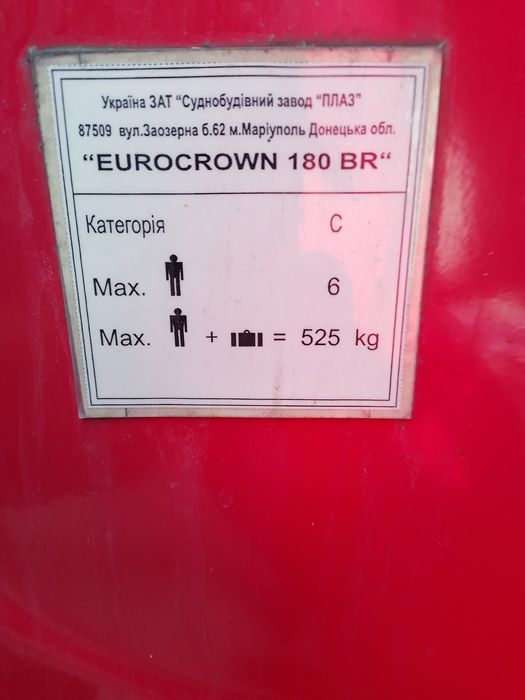 Україна ЗАТ "Суднобудівний завод "ПЛАЗ"
87509 вул.Заозерна б.62 м.Маріуполь Донецька обл.
"EUROCROWN 180 BR"
Категорія C
Max. 6
Max. + = 525 kg